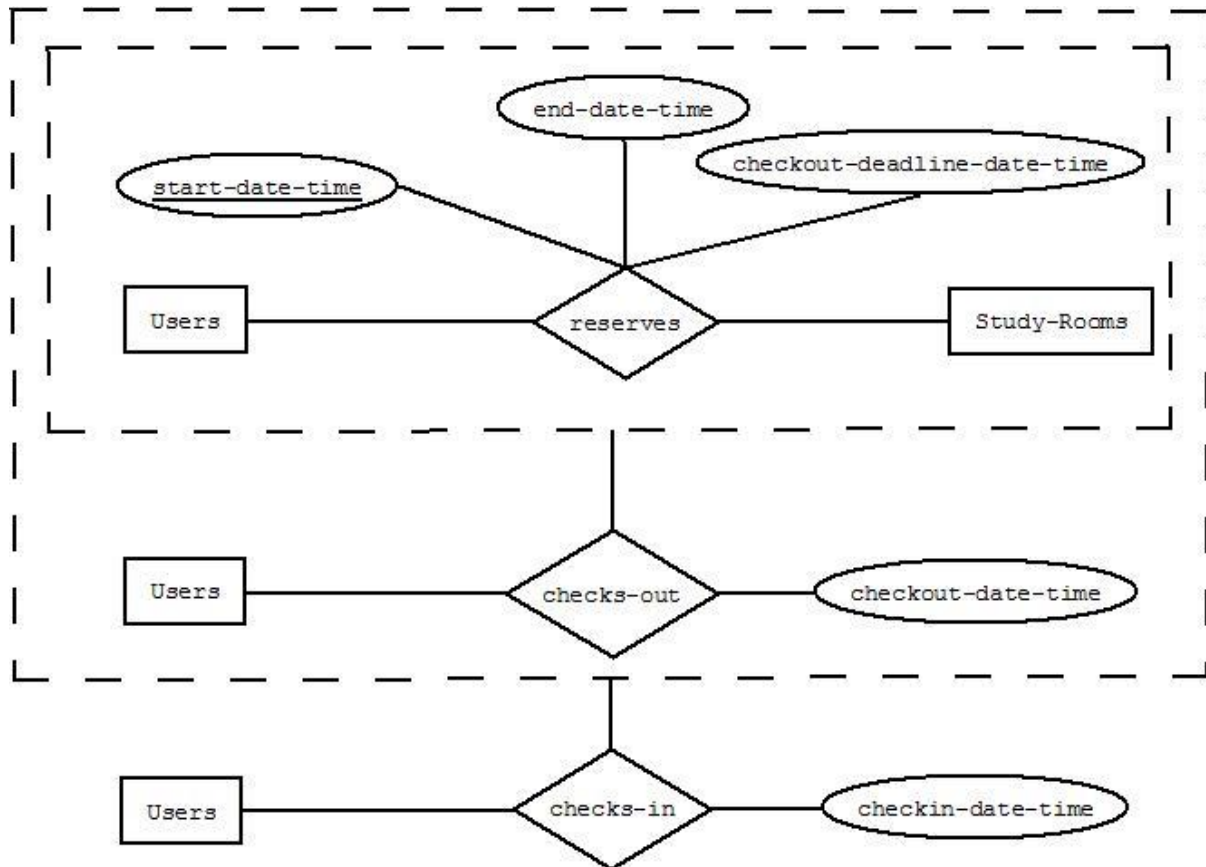 end-date-time
checkout-deadline-date-time
start-date-time
Users
reserves
Study-Rooms
Users
checks-out
checkout-date-time
Users
checks-in
checkin-date-time